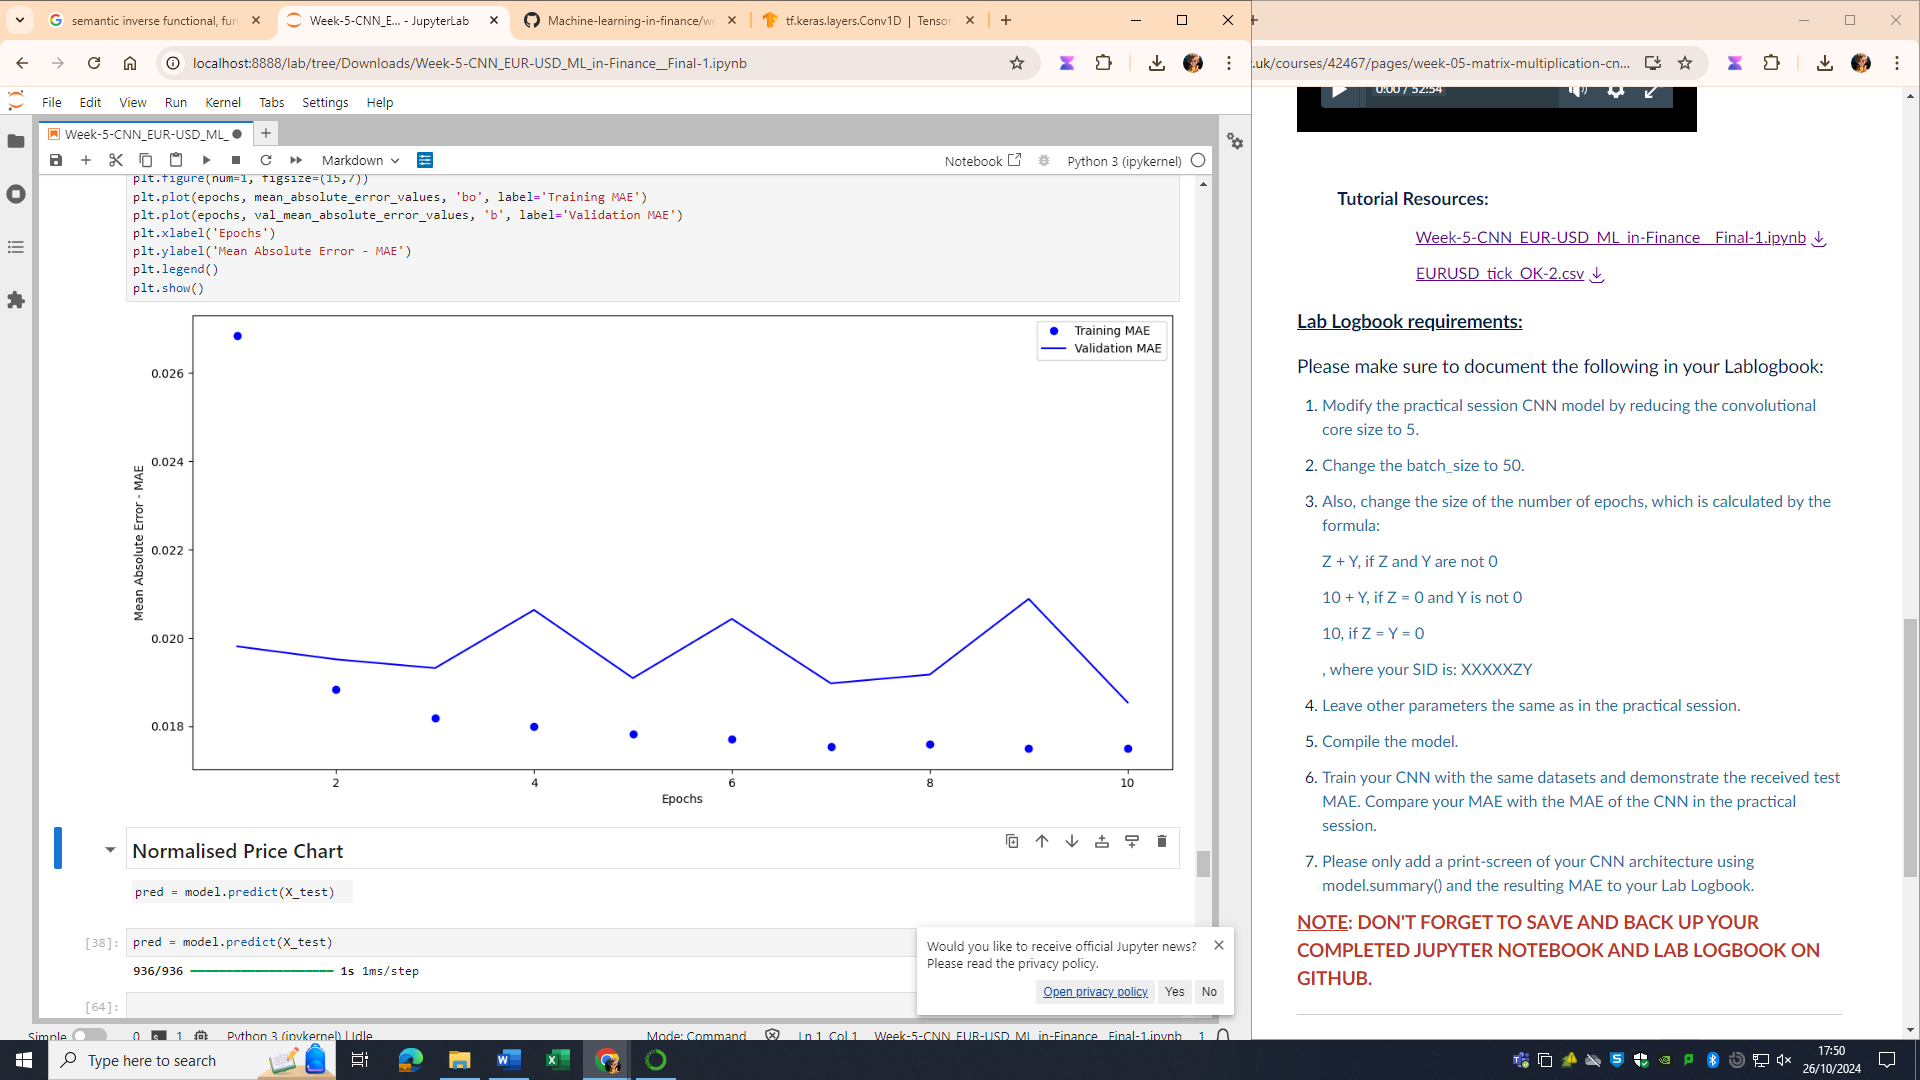 semantic inverse functional, fun
Week-5-CNN_E... - JupyterLab
Machine-learning-in-finance/we
tf.keras.layers.Conv1D | Tensor
localhost:8888/lab/tree/Downloads/Week-5-CNN_EUR-USD_ML_in-Finance__Final-1.ipynb
.uk/courses/42467/pages/week-05-matrix-multiplication-cn...
File Edit View Run Kernel Tabs Settings Help
Week-5-CNN_EUR-USD_ML_
Markdown
Notebook
Python 3 (ipykernel)
plt.figure(num=1, figsize=(15,7))
plt.plot(epochs, mean_absolute_error_values, 'bo', label='Training MAE')
plt.plot(epochs, val_mean_absolute_error_values, 'b', label='Validation MAE')
plt.xlabel('Epochs')
plt.ylabel('Mean Absolute Error - MAE')
plt.legend()
plt.show()
Training MAE
Validation MAE
0.026
0.024
0.022
0.020
0.018
Mean Absolute Error - MAE
2 4 6 8 10
Epochs
Normalised Price Chart
pred = model.predict(X_test)
[38]:
pred = model.predict(X_test)
936/936 ━━━━━━━━━━━━━━━━━━━━ 1s 1ms/step
[64]:
Would you like to receive official Jupyter news?
Please read the privacy policy.
Open privacy policy
Yes
No
Simple
0
1
Python 3 (ipykernel) | Idle
Mode: Command
Ln 1, Col 1
Week-5-CNN_EUR-USD_ML_in-Finance__Final-1.ipynb
1
0:00 / 52:54
Tutorial Resources:
Week-5-CNN_EUR-USD_ML_in-Finance__Final-1.ipynb
EURUSD_tick_OK-2.csv
Lab Logbook requirements:
Please make sure to document the following in your Lablogbook:
1. Modify the practical session CNN model by reducing the convolutional
core size to 5.
2. Change the batch_size to 50.
3. Also, change the size of the number of epochs, which is calculated by the
formula:
Z + Y, if Z and Y are not 0
10 + Y, if Z = 0 and Y is not 0
10, if Z = Y = 0
, where your SID is: XXXXXZY
4. Leave other parameters the same as in the practical session.
5. Compile the model.
6. Train your CNN with the same datasets and demonstrate the received test
MAE. Compare your MAE with the MAE of the CNN in the practical
session.
7. Please only add a print-screen of your CNN architecture using
model.summary() and the resulting MAE to your Lab Logbook.
NOTE: DON'T FORGET TO SAVE AND BACK UP YOUR
COMPLETED JUPYTER NOTEBOOK AND LAB LOGBOOK ON
GITHUB.
Type here to search
17:50
26/10/2024